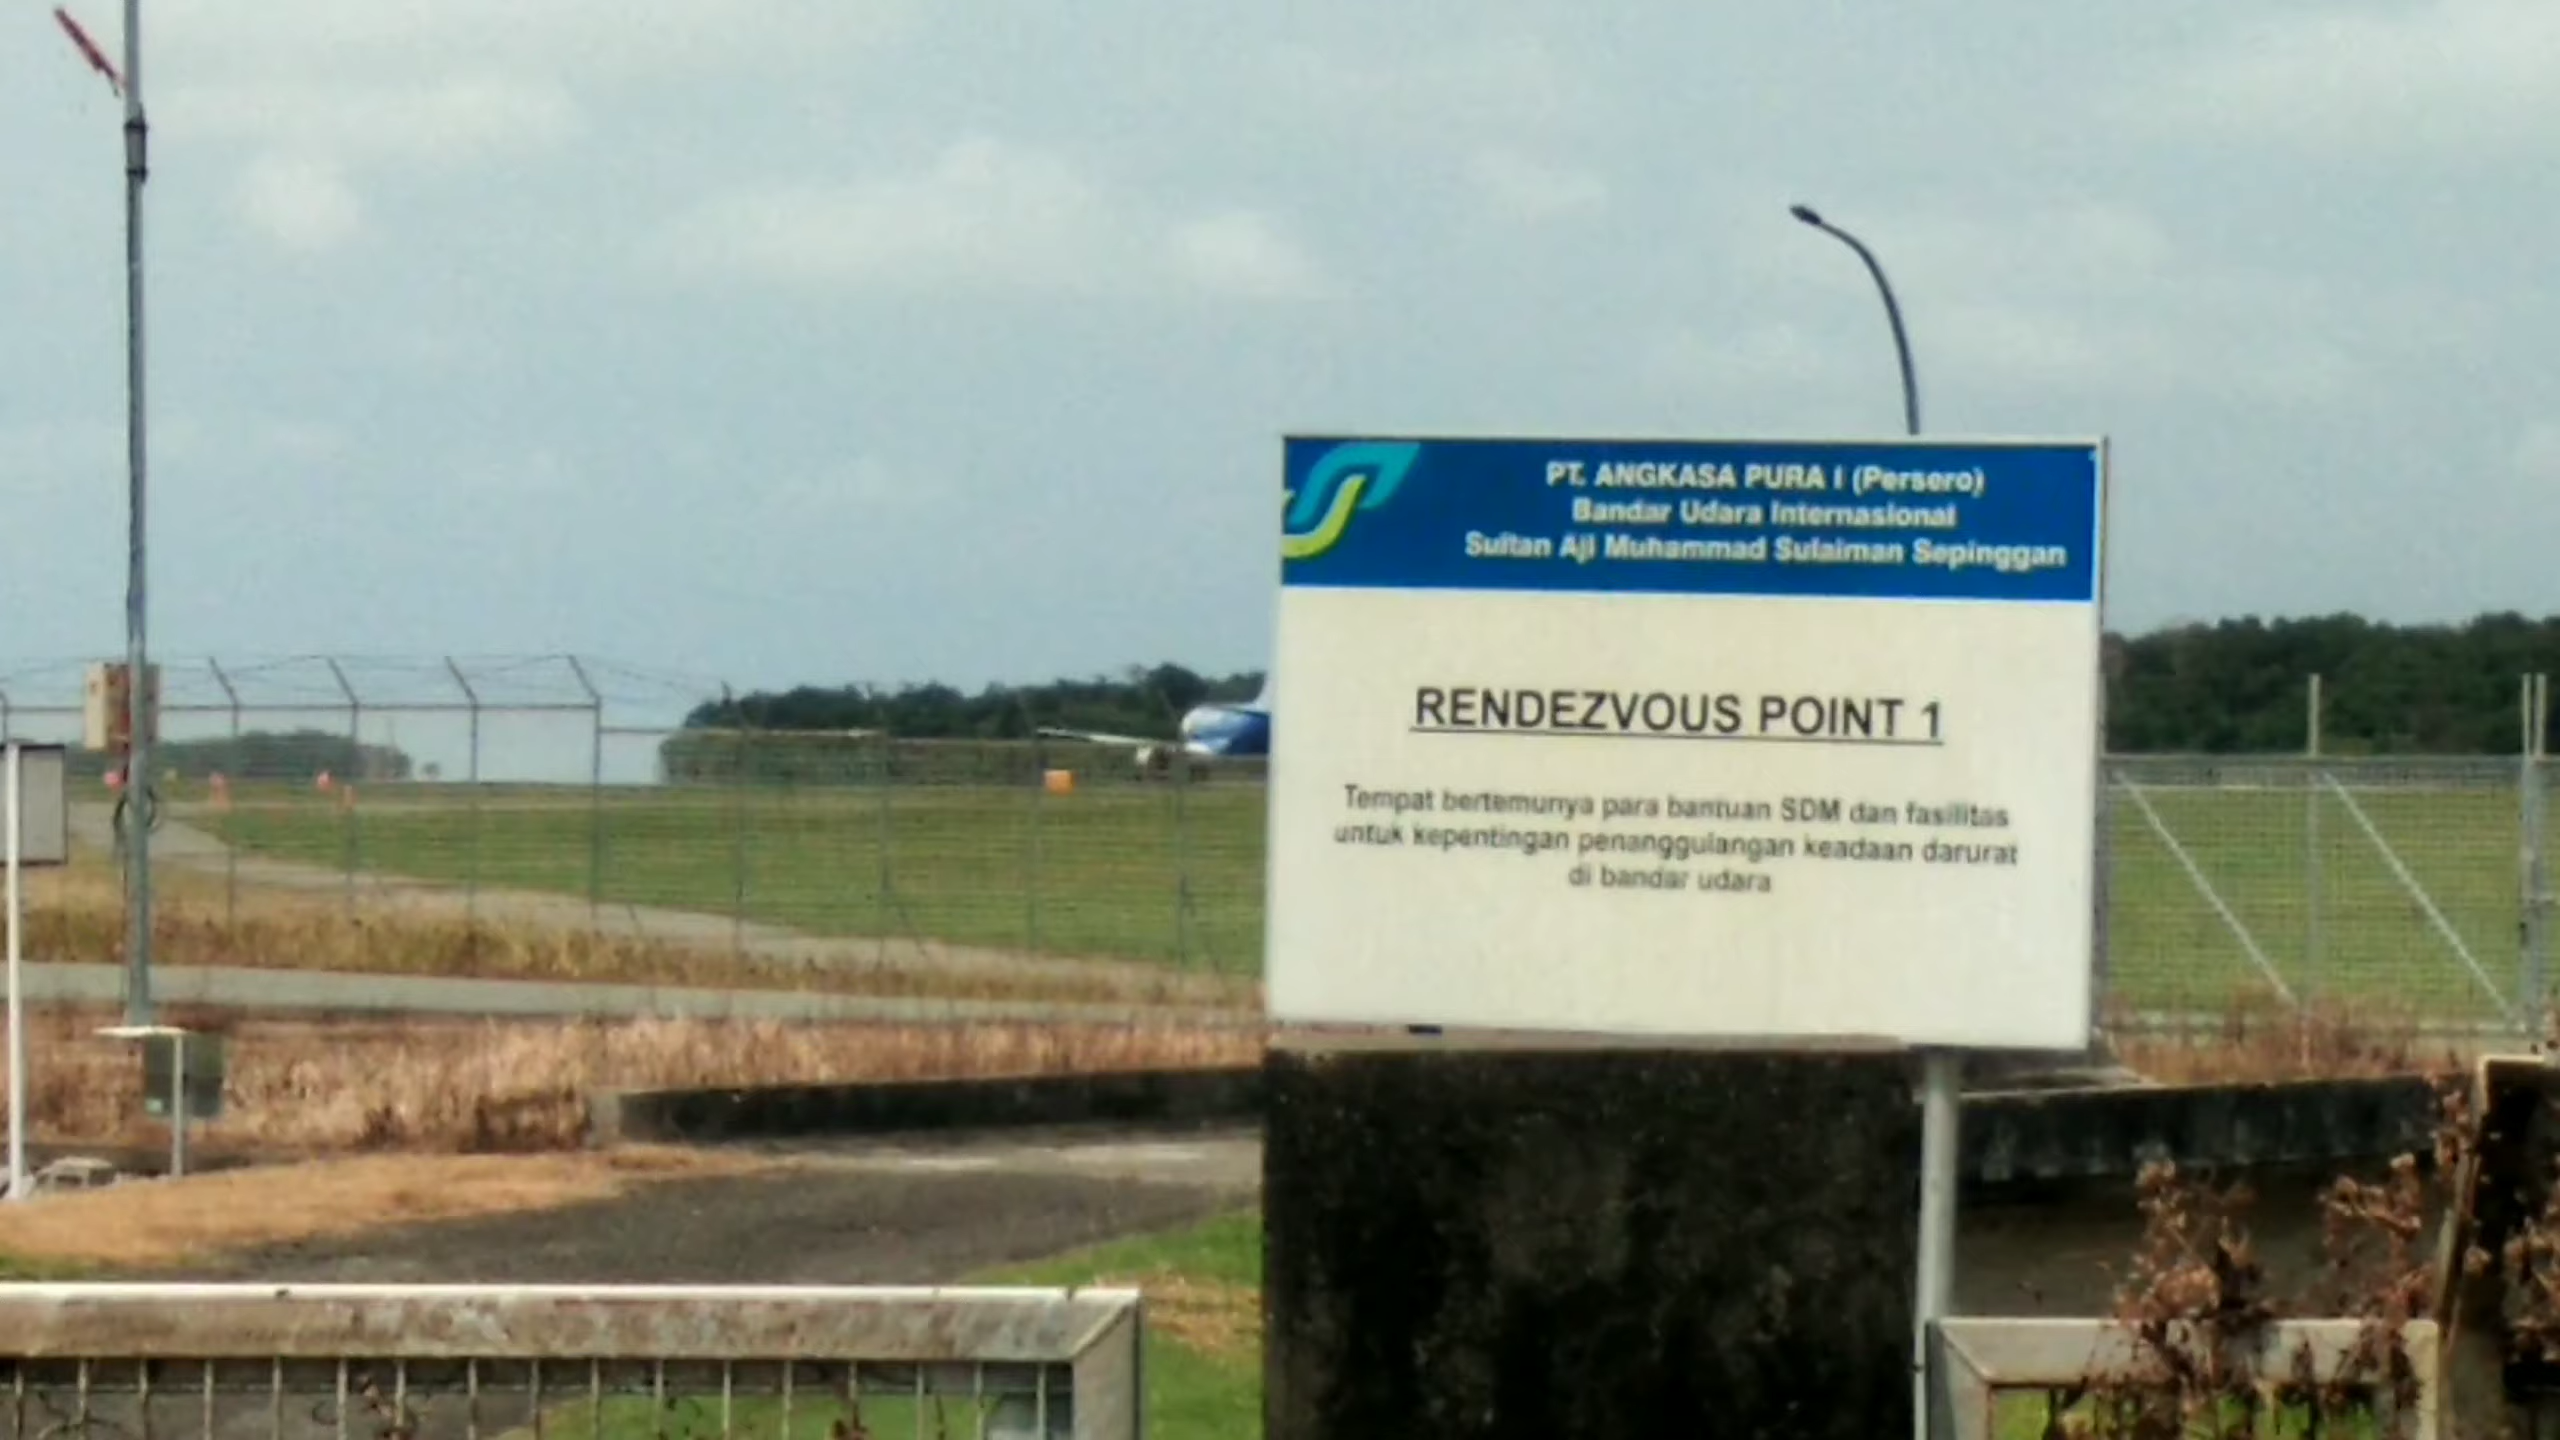 PT. ANGKASA PURA I (Persero)
Bandar Udara Internasional
Sultan Aji Muhammad Sulaiman Sepinggan
RENDEZVOUS POINT 1
Tempat bertemunya para bantuan SDM dan fasilitas
untuk kepentingan penanggulangan keadaan darurat
di bandar udara